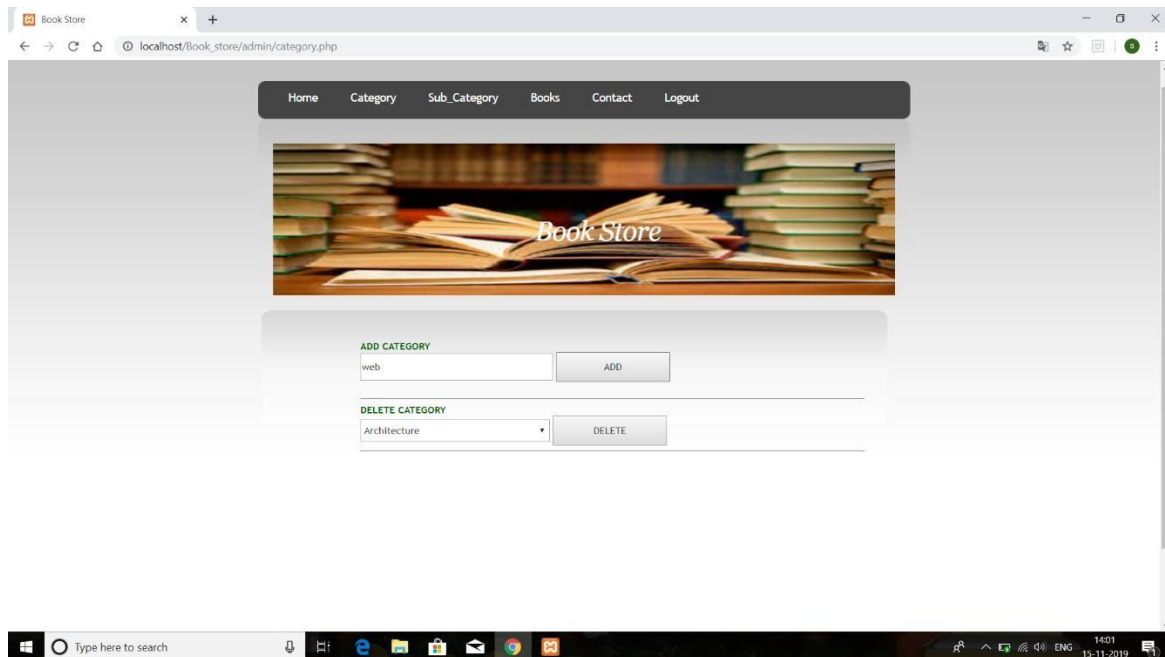 Book Store
localhost/Book_store/admin/category.php
Home Category Sub_Category Books Contact Logout
Book Store
ADD CATEGORY
web ADD
DELETE CATEGORY
Architecture DELETE
Type here to search ENG 14:01
15-11-2019